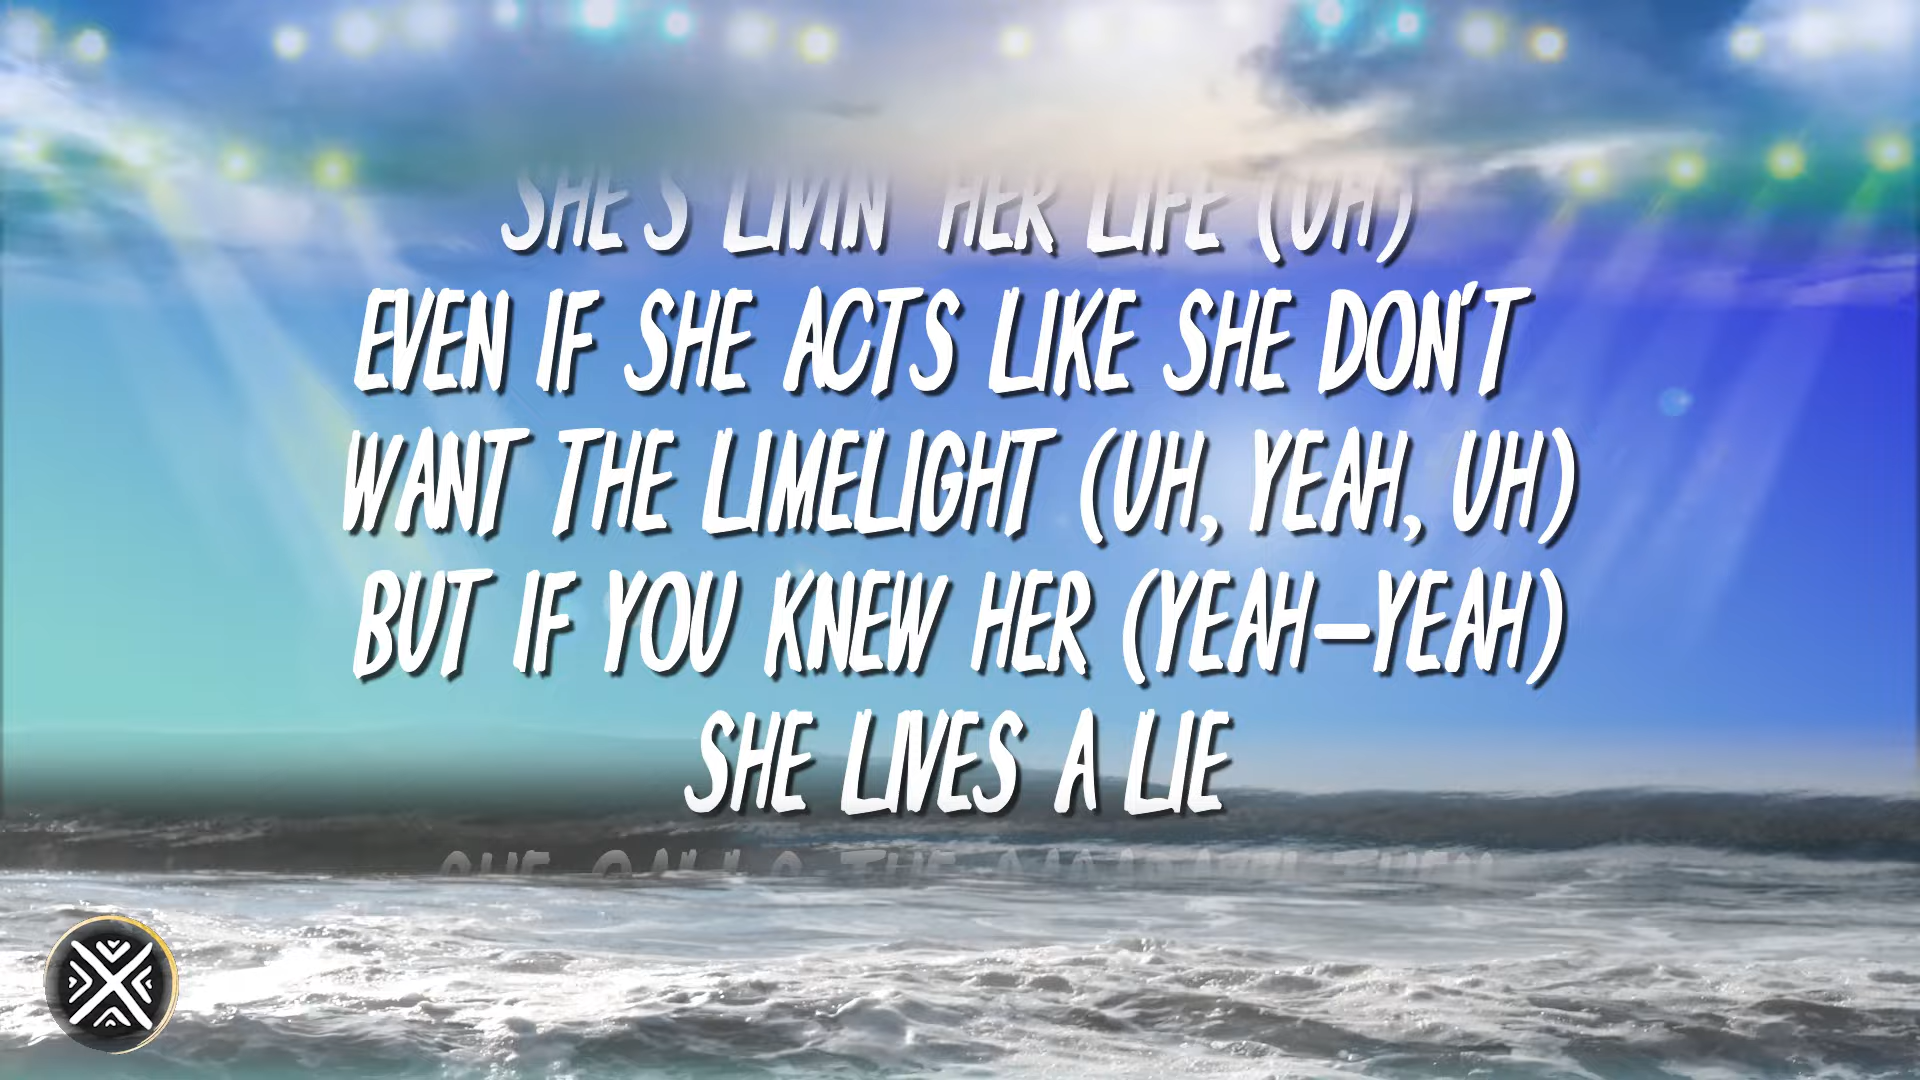 SHE'S LIVIN' HER LIFE (UH)
EVEN IF SHE ACTS LIKE SHE DON'T
WANT THE LIMELIGHT (UH, YEAH, UH)
BUT IF YOU KNEW HER (YEAH-YEAH)
SHE LIVES A LIE